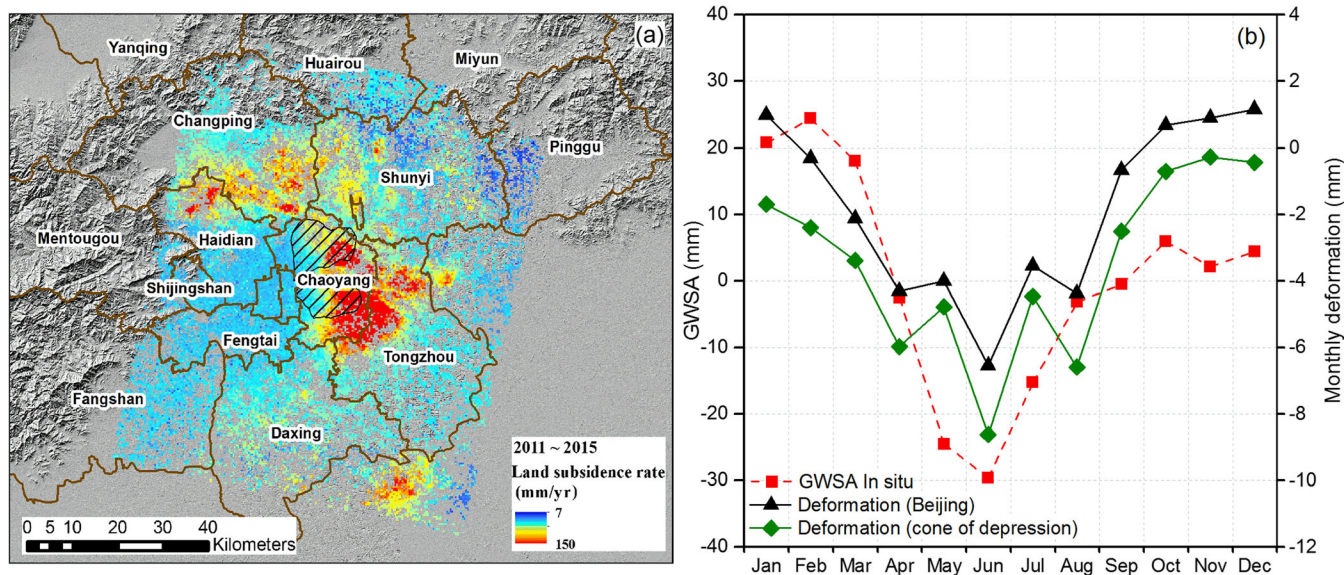 (a)
Yanqing
Huairou
Miyun
Changping
Pinggu
Shunyi
Mentougou
Haidian
Chaoyang
Shijingshan
Fengtai
Tongzhou
Fangshan
Daxing
2011 ~ 2015
Land subsidence rate
(mm/yr)
7
150
0 5 10 20 30 40
Kilometers
(b)
40
30
20
10
0
-10
-20
-30
-40
GWSA (mm)
4
2
0
-2
-4
-6
-8
-10
-12
Monthly deformation (mm)
GWSA In situ
Deformation (Beijing)
Deformation (cone of depression)
Jan Feb Mar Apr May Jun Jul Aug Sep Oct Nov Dec